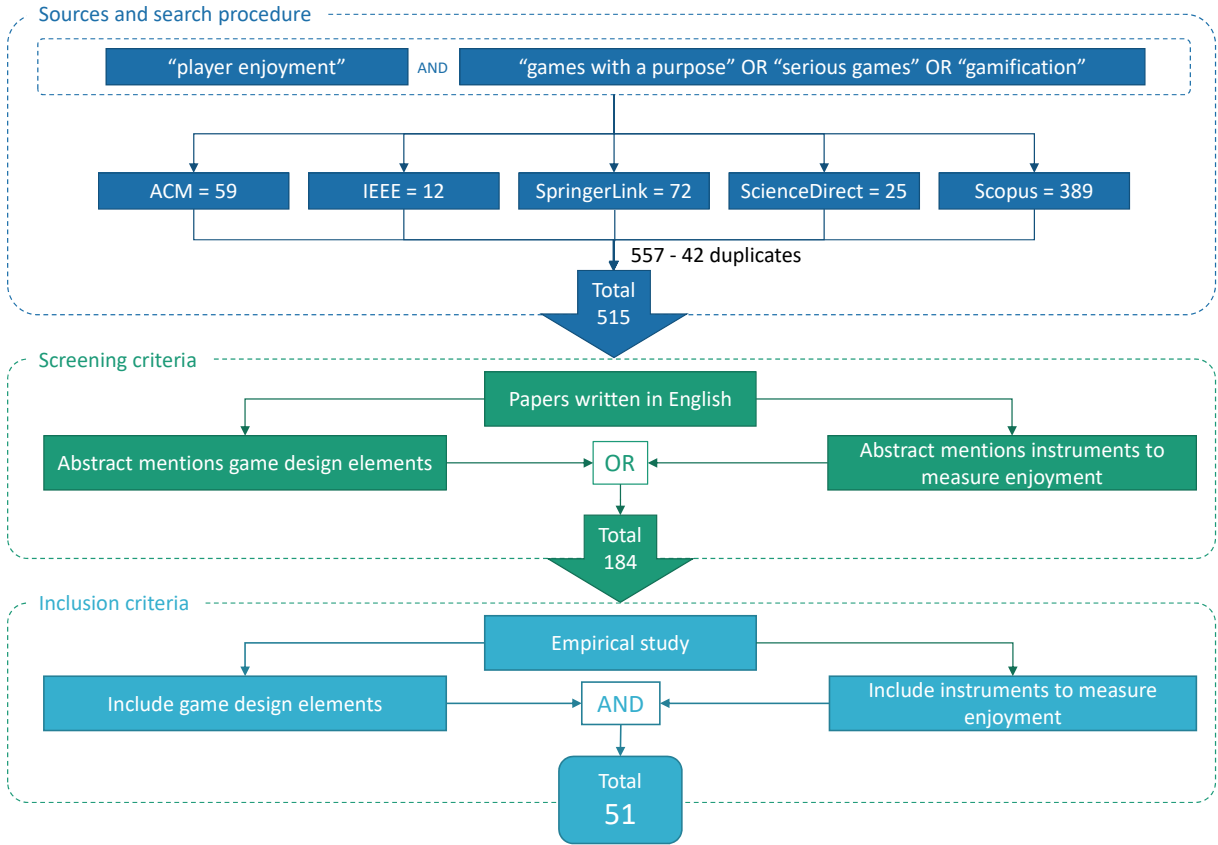 Sources and search procedure
“player enjoyment”
AND
“games with a purpose” OR “serious games” OR “gamification”
ACM = 59
IEEE = 12
SpringerLink = 72
ScienceDirect = 25
Scopus = 389
557 - 42 duplicates
Total
515
Screening criteria
Papers written in English
Abstract mentions game design elements
OR
Abstract mentions instruments to
measure enjoyment
Total
184
Inclusion criteria
Empirical study
Include game design elements
AND
Include instruments to measure
enjoyment
Total
51